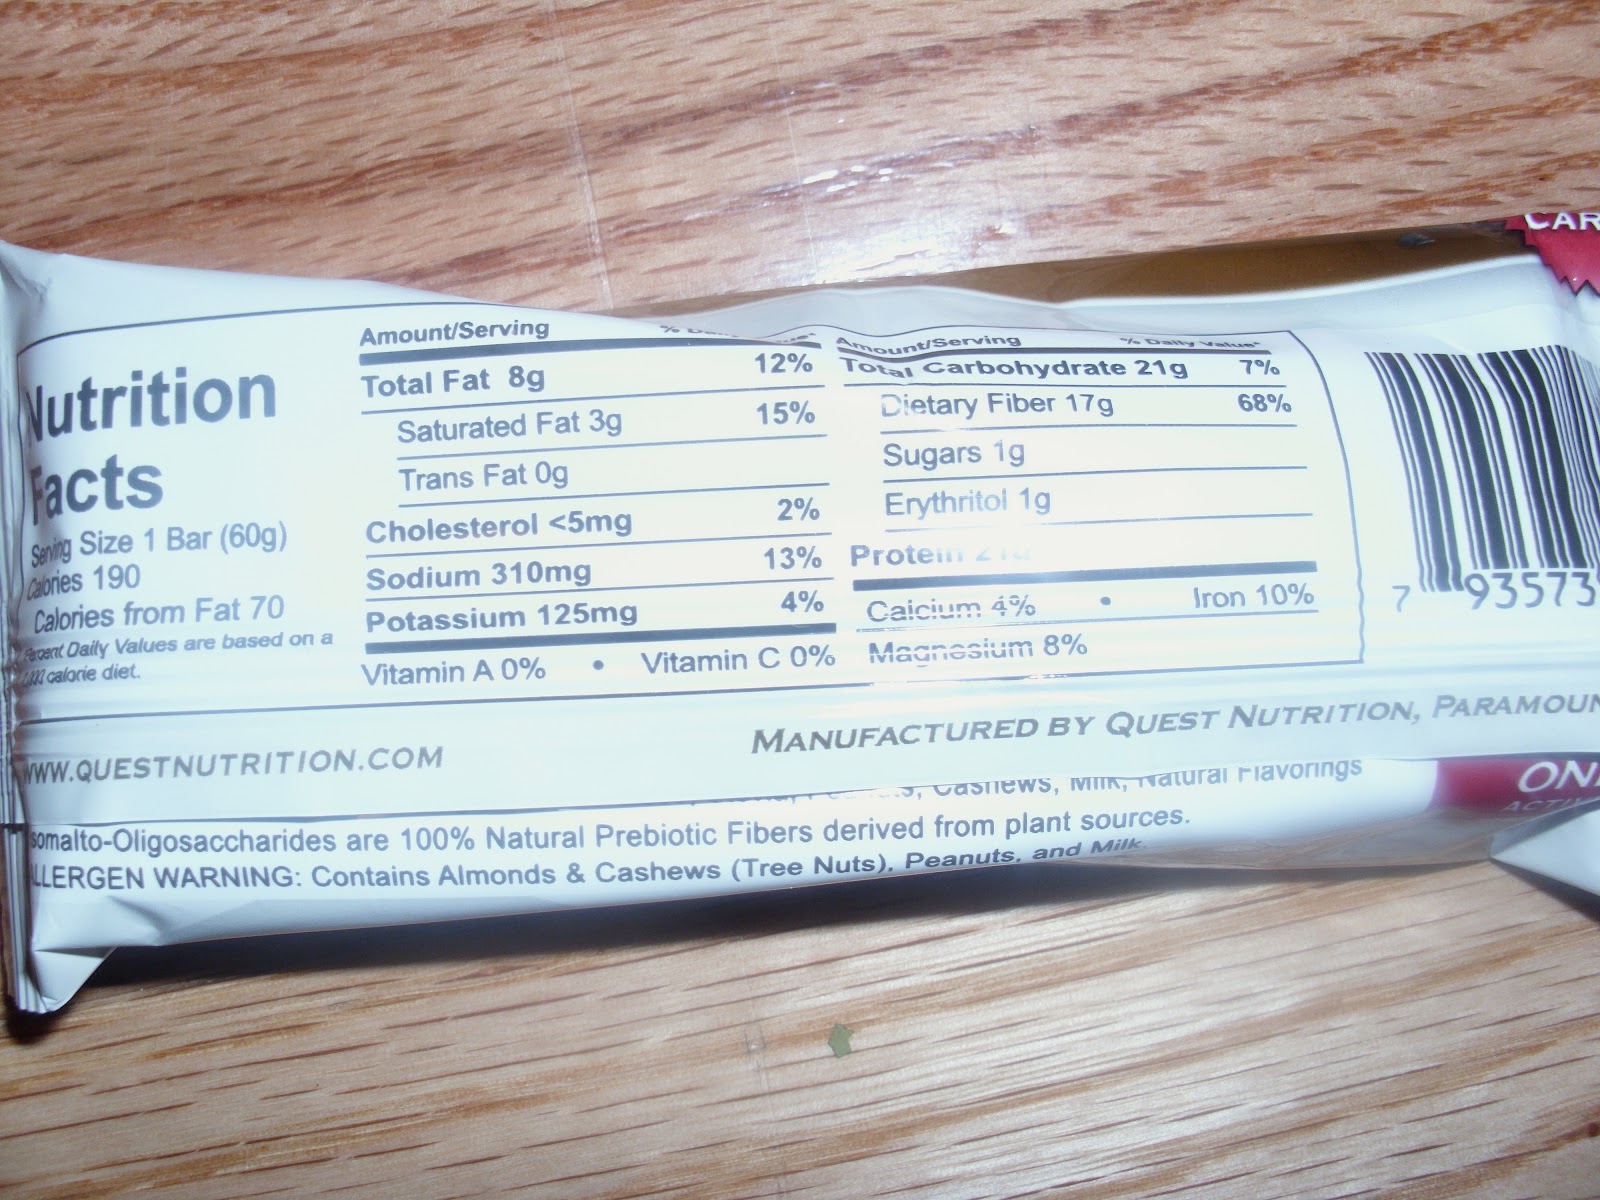 CAR
Nutrition
Facts
Serving Size 1 Bar (60g)
Calories 190
Calories from Fat 70
Percent Daily Values are based on a
calorie diet.
Amount/Serving %
Total Fat 8g 12%
Saturated Fat 3g 15%
Trans Fat 0g
Cholesterol <5mg 2%
Sodium 310mg 13%
Potassium 125mg 4%
Vitamin A 0% • Vitamin C 0%
Amount/Serving % Daily Value*
Total Carbohydrate 21g 7%
Dietary Fiber 17g 68%
Sugars 1g
Erythritol 1g
Protein
Calcium 4% • Iron 10%
Magnesium 8%
7 93573
WWW.QUESTNUTRITION.COM
MANUFACTURED BY QUEST NUTRITION, PARAMOUN
Cashews, Milk, Natural Flavorings
somalto-Oligosaccharides are 100% Natural Prebiotic Fibers derived from plant sources.
ALLERGEN WARNING: Contains Almonds & Cashews (Tree Nuts), Peanuts, and Milk.
ON
ACTIV